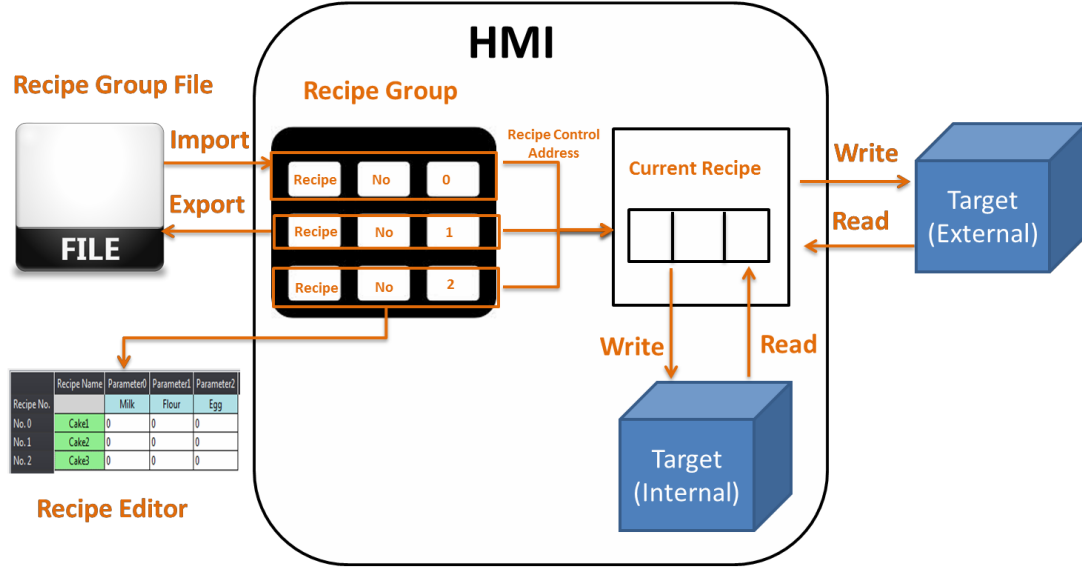 HMI
Recipe Group File
Recipe Group
Import
Export
FILE
Recipe No 0
Recipe No 1
Recipe No 2
Recipe Control
Address
Current Recipe
Write
Read
Target
(External)
Write
Read
Target
(Internal)
Recipe Name Parameter0 Parameter1 Parameter2
Recipe No. Milk Flour Egg
No. 0 Cake1 0 0 0
No. 1 Cake2 0 0 0
No. 2 Cake3 0 0 0
Recipe Editor